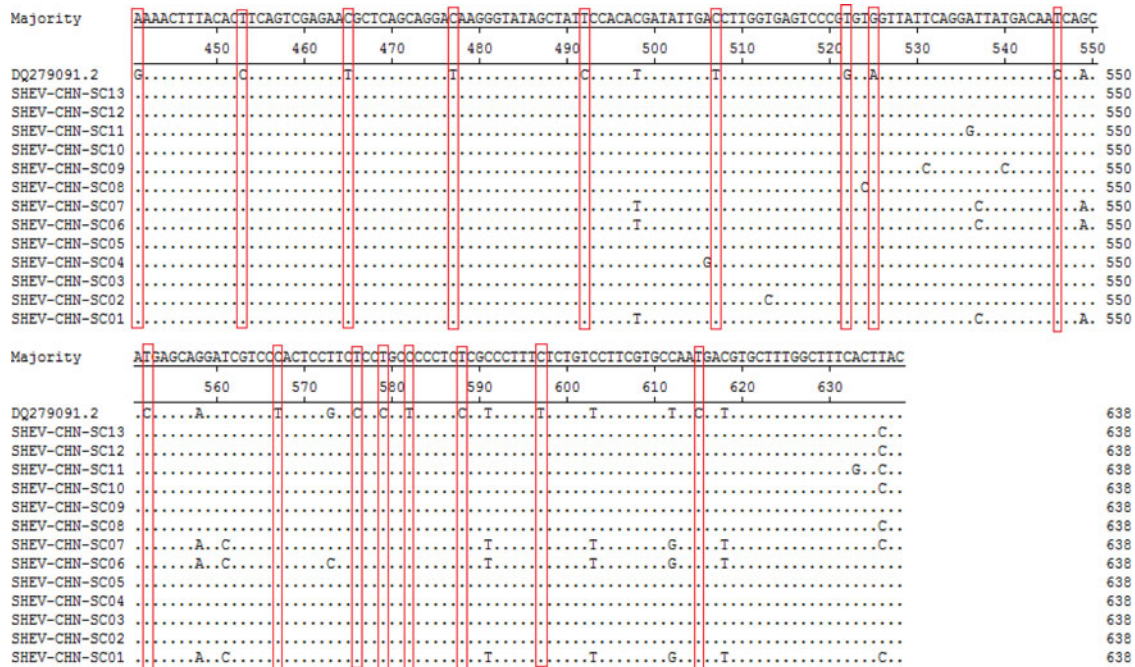 Majority AAAACTTTACACTTCAGTCGAGAACGCTCAGCAGGACAAGGGTATAGCTATTCCACACGATATTGACCTTGGTGAGTCCCGTGTGGTTATTCAGGATTATGACAATCAGC
450 460 470 480 490 500 510 520 530 540 550
DQ279091.2 G...........C...........T...........T..............C.....T........T..............G..A....................C..A. 550
SHEV-CHN-SC13 .............................................................................................................. 550
SHEV-CHN-SC12 .............................................................................................................. 550
SHEV-CHN-SC11 ...............................................................................................G.............. 550
SHEV-CHN-SC10 .............................................................................................................. 550
SHEV-CHN-SC09 ..........................................................................................C........C.......... 550
SHEV-CHN-SC08 ...................................................................................C.......................... 550
SHEV-CHN-SC07 .........................................................T......................................C...........A. 550
SHEV-CHN-SC06 .........................................................T......................................C...........A. 550
SHEV-CHN-SC05 .............................................................................................................. 550
SHEV-CHN-SC04 .................................................................G............................................ 550
SHEV-CHN-SC03 .............................................................................................................. 550
SHEV-CHN-SC02 ........................................................................C..................................... 550
SHEV-CHN-SC01 .........................................................T......................................C...........A. 550
Majority ATGAGCAGGATCGTCCCACTCCTTCTCCTGCCCCCTCTCGCCCTTTCTCTGTCCTTCGTGCCAATGACGTGCTTTGGCTTTCACTTAC
560 570 580 590 600 610 620 630
DQ279091.2 .C.....A........T.....G..C..C..T.....C..T.....T.....T........T..C..T.................... 638
SHEV-CHN-SC13 .....................................................................................C.. 638
SHEV-CHN-SC12 .....................................................................................C.. 638
SHEV-CHN-SC11 ..................................................................................G..C.. 638
SHEV-CHN-SC10 .....................................................................................C.. 638
SHEV-CHN-SC09 ........................................................................................ 638
SHEV-CHN-SC08 .....................................................................................C.. 638
SHEV-CHN-SC07 .......A..C.............................T...........T........G.....T.................C.. 638
SHEV-CHN-SC06 .......A..C...........C.................T...........T........G.....T.................... 638
SHEV-CHN-SC05 ........................................................................................ 638
SHEV-CHN-SC04 ........................................................................................ 638
SHEV-CHN-SC03 ........................................................................................ 638
SHEV-CHN-SC02 ........................................................................................ 638
SHEV-CHN-SC01 .......A..C.............................T...........T........G.....T.................C.. 638